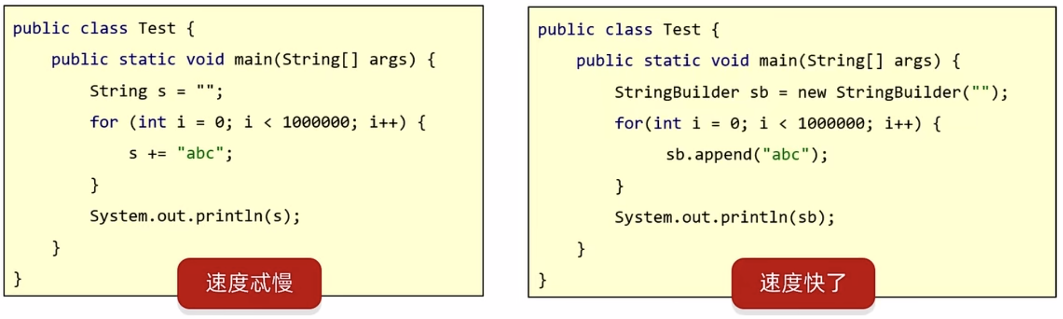 public class Test {
public static void main(String[] args) {
String s = "";
for (int i = 0; i < 1000000; i++) {
s += "abc";
}
System.out.println(s);
}
}
速度忒慢
public class Test {
public static void main(String[] args) {
StringBuilder sb = new StringBuilder("");
for(int i = 0; i < 1000000; i++) {
sb.append("abc");
}
System.out.println(sb);
}
}
速度快了